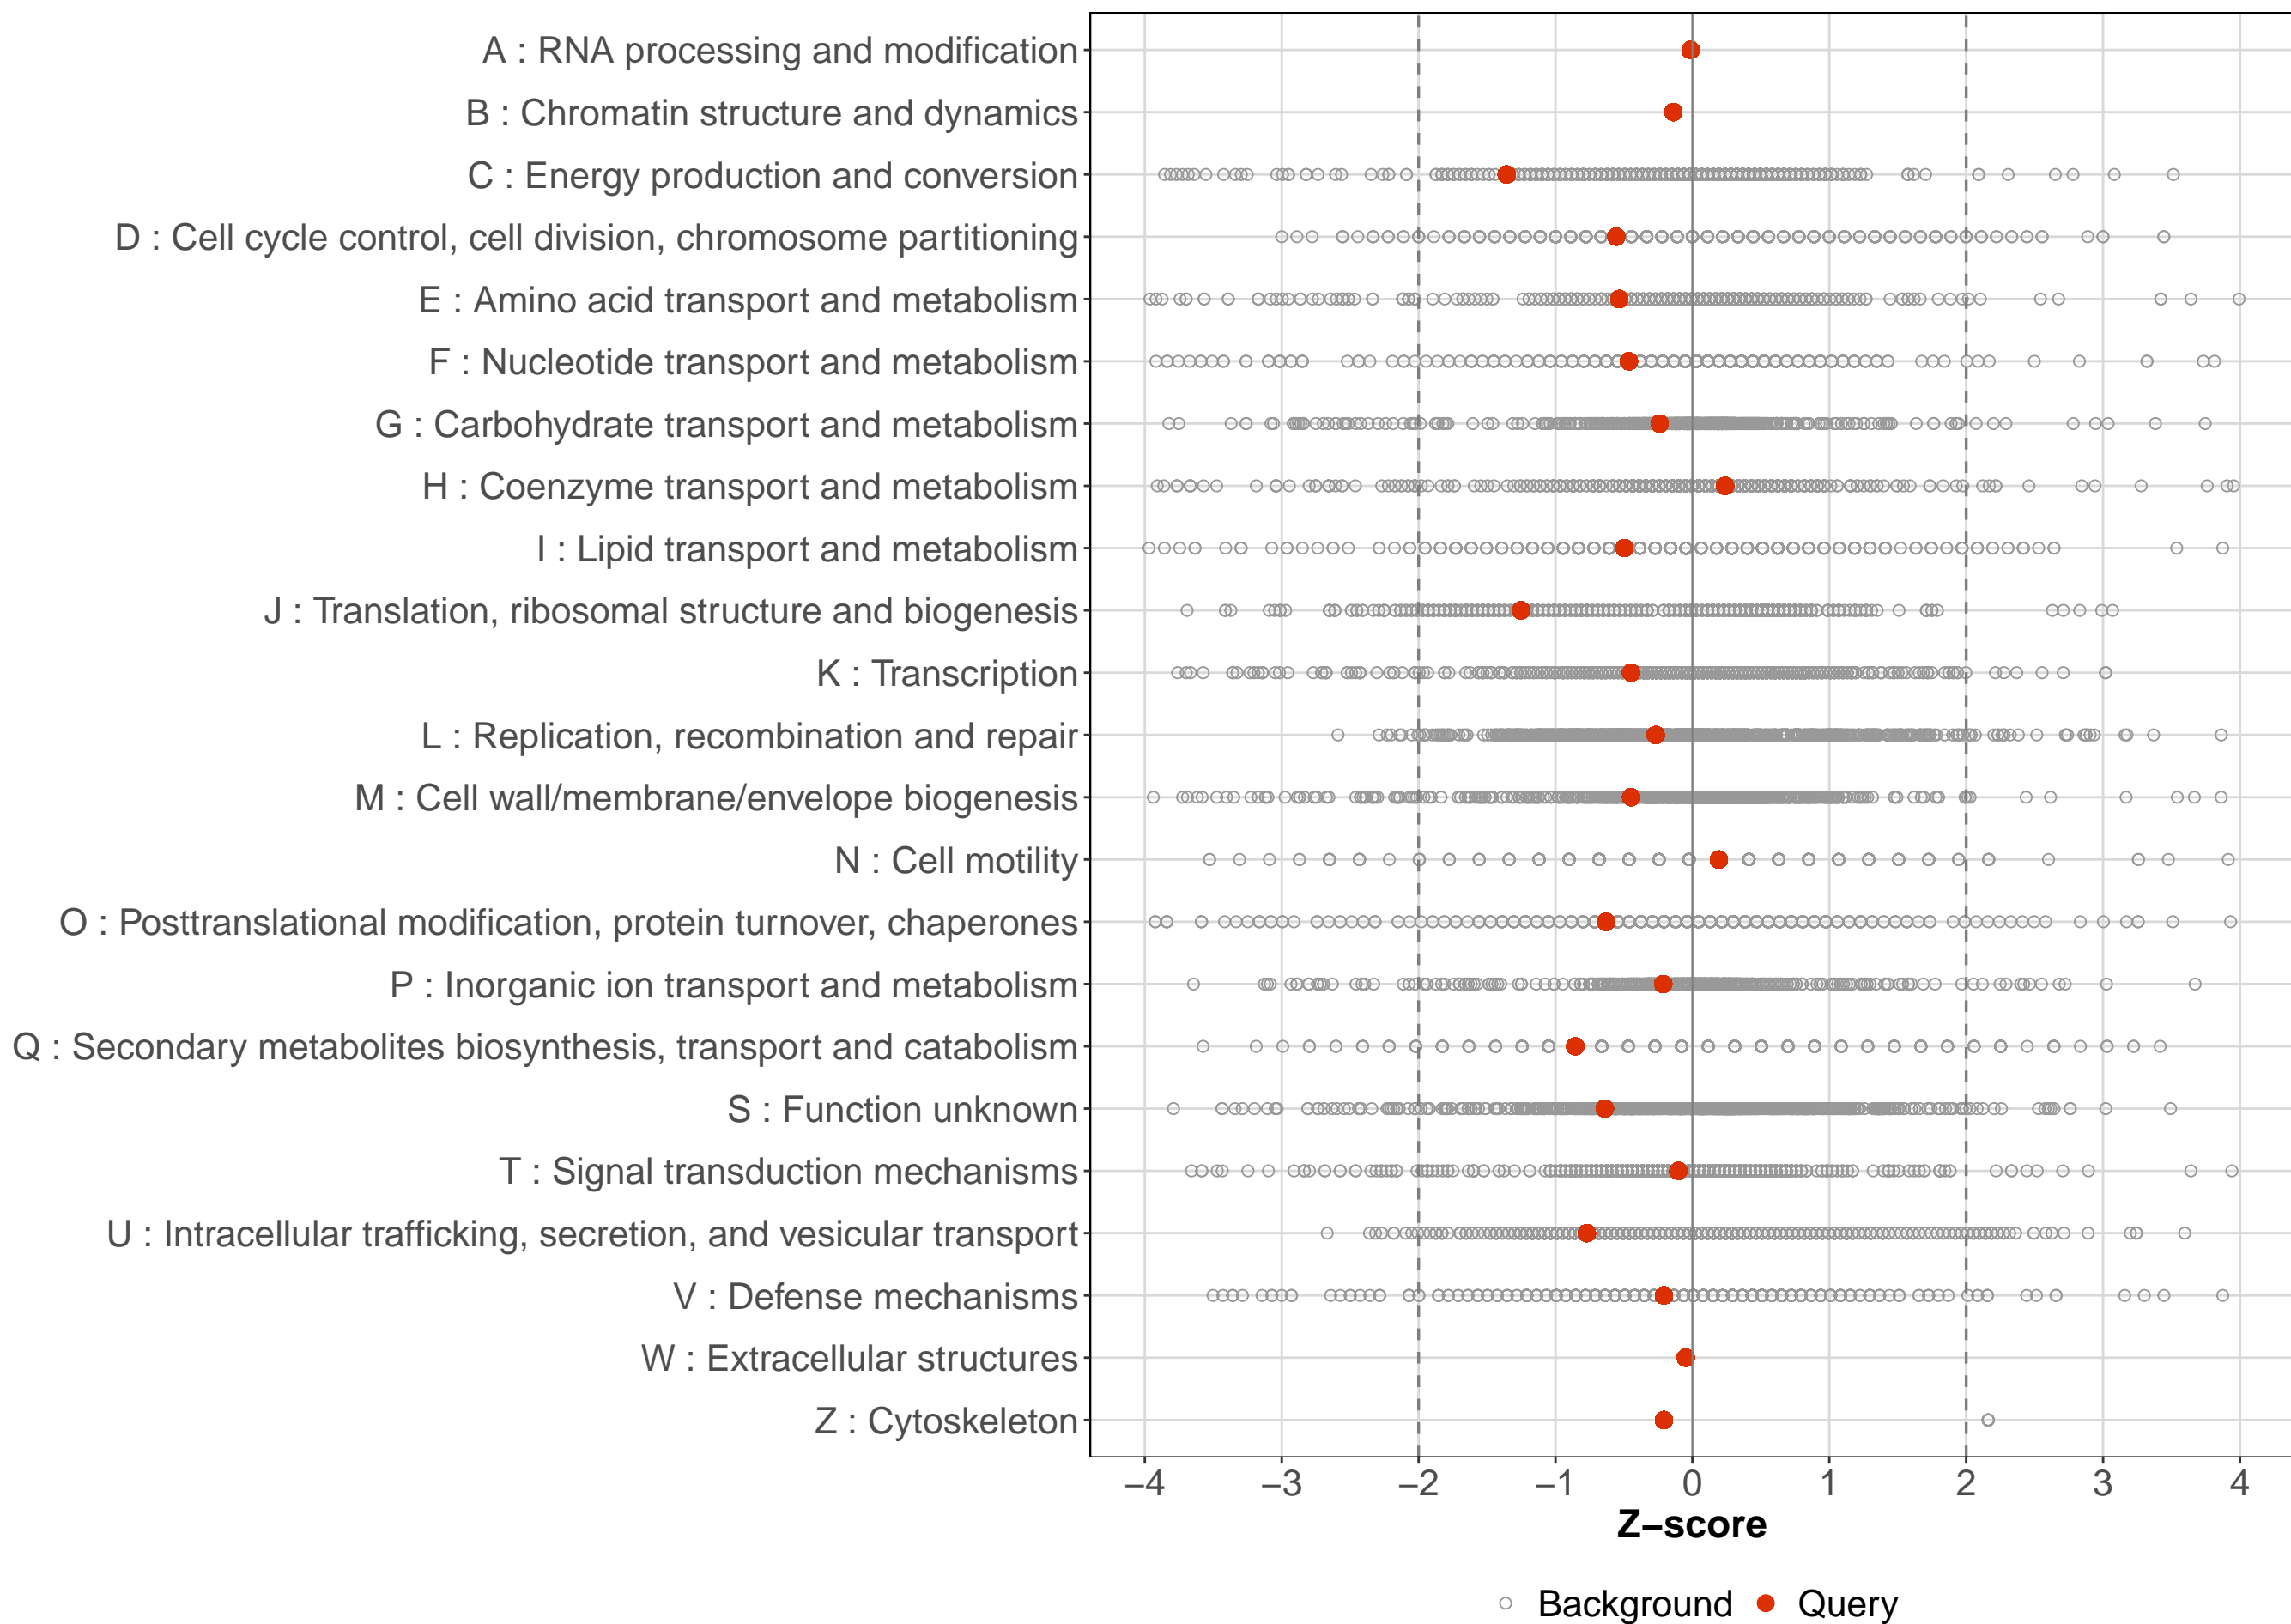 A : RNA processing and modification
B : Chromatin structure and dynamics
C : Energy production and conversion
D : Cell cycle control, cell division, chromosome partitioning
E : Amino acid transport and metabolism
F : Nucleotide transport and metabolism
G : Carbohydrate transport and metabolism
H : Coenzyme transport and metabolism
I : Lipid transport and metabolism
J : Translation, ribosomal structure and biogenesis
K : Transcription
L : Replication, recombination and repair
M : Cell wall/membrane/envelope biogenesis
N : Cell motility
O : Posttranslational modification, protein turnover, chaperones
P : Inorganic ion transport and metabolism
Q : Secondary metabolites biosynthesis, transport and catabolism
S : Function unknown
T : Signal transduction mechanisms
U : Intracellular trafficking, secretion, and vesicular transport
V : Defense mechanisms
W : Extracellular structures
Z : Cytoskeleton
−4 −3 −2 −1 0 1 2 3 4
Z−score
Background Query